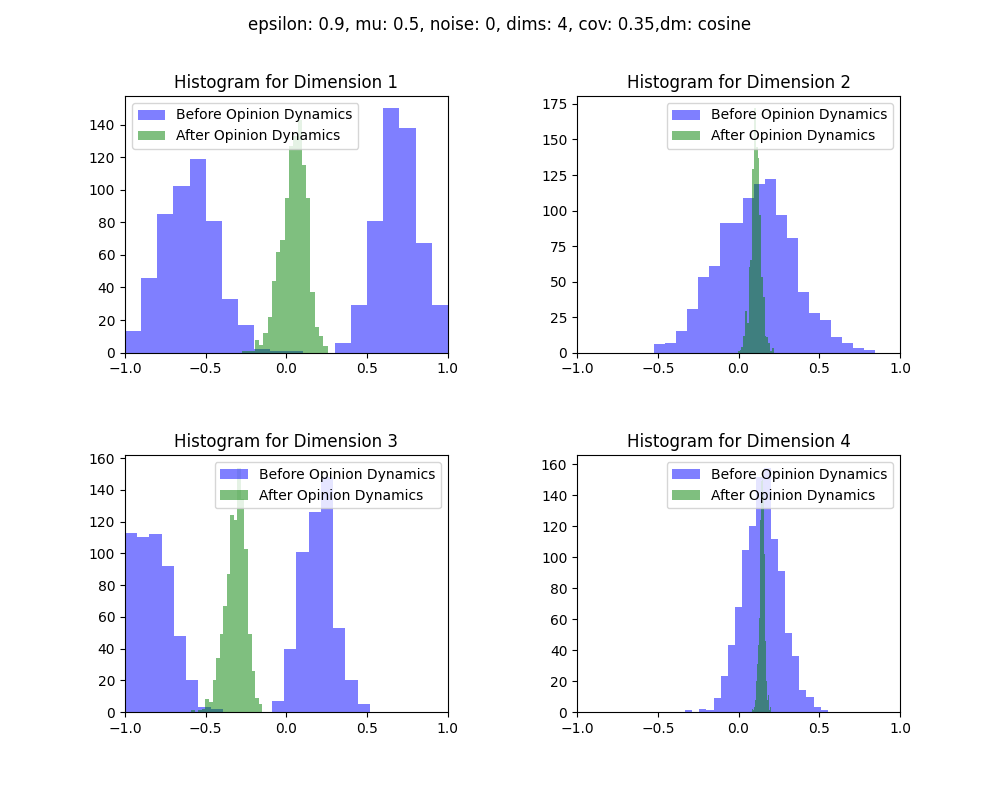 epsilon: 0.9, mu: 0.5, noise: 0, dims: 4, cov: 0.35,dm: cosine
Histogram for Dimension 1
Before Opinion Dynamics
After Opinion Dynamics
140
120
100
80
60
40
20
0
−1.0 −0.5 0.0 0.5 1.0
Histogram for Dimension 2
Before Opinion Dynamics
After Opinion Dynamics
175
150
125
100
75
50
25
0
−1.0 −0.5 0.0 0.5 1.0
Histogram for Dimension 3
Before Opinion Dynamics
After Opinion Dynamics
160
140
120
100
80
60
40
20
0
−1.0 −0.5 0.0 0.5 1.0
Histogram for Dimension 4
Before Opinion Dynamics
After Opinion Dynamics
160
140
120
100
80
60
40
20
0
−1.0 −0.5 0.0 0.5 1.0